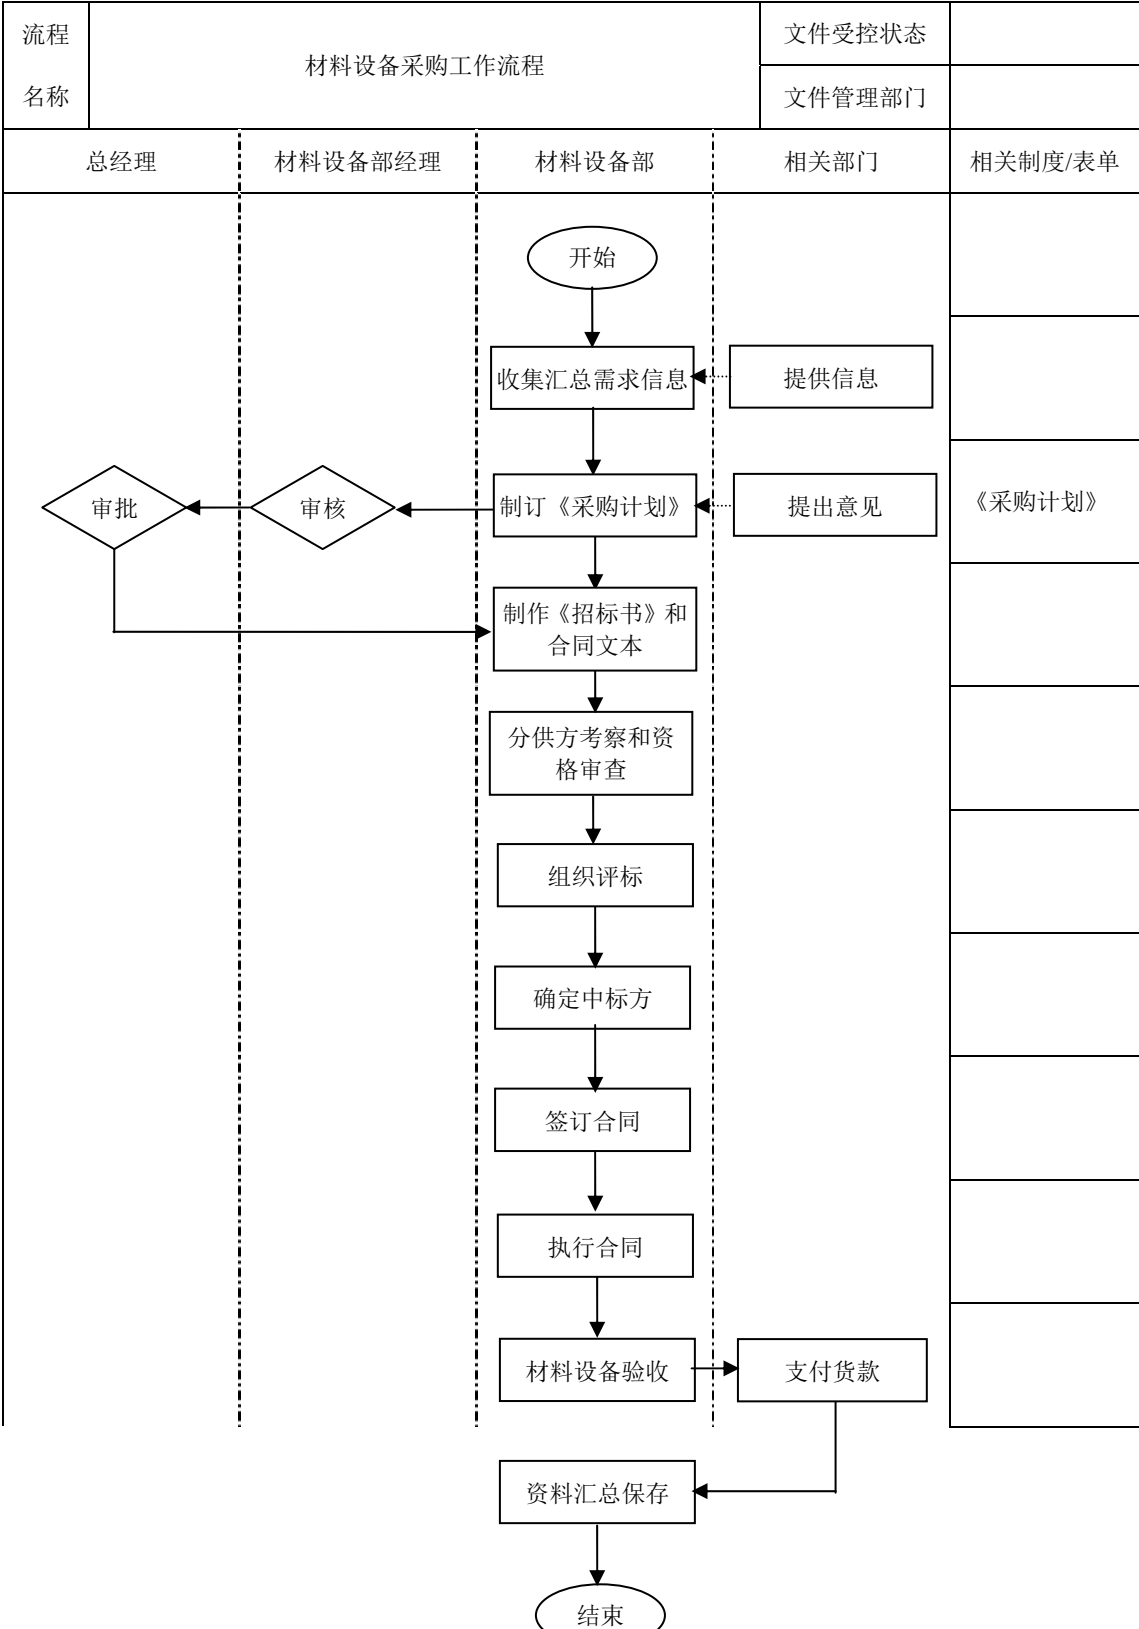 流程
名称
材料设备采购工作流程
文件受控状态
文件管理部门
总经理
材料设备部经理
材料设备部
相关部门
相关制度/表单
开始
收集汇总需求信息
提供信息
审批
审核
制订《采购计划》
提出意见
《采购计划》
制作《招标书》和
合同文本
分供方考察和资
格审查
组织评标
确定中标方
签订合同
执行合同
材料设备验收
支付货款
资料汇总保存
结束